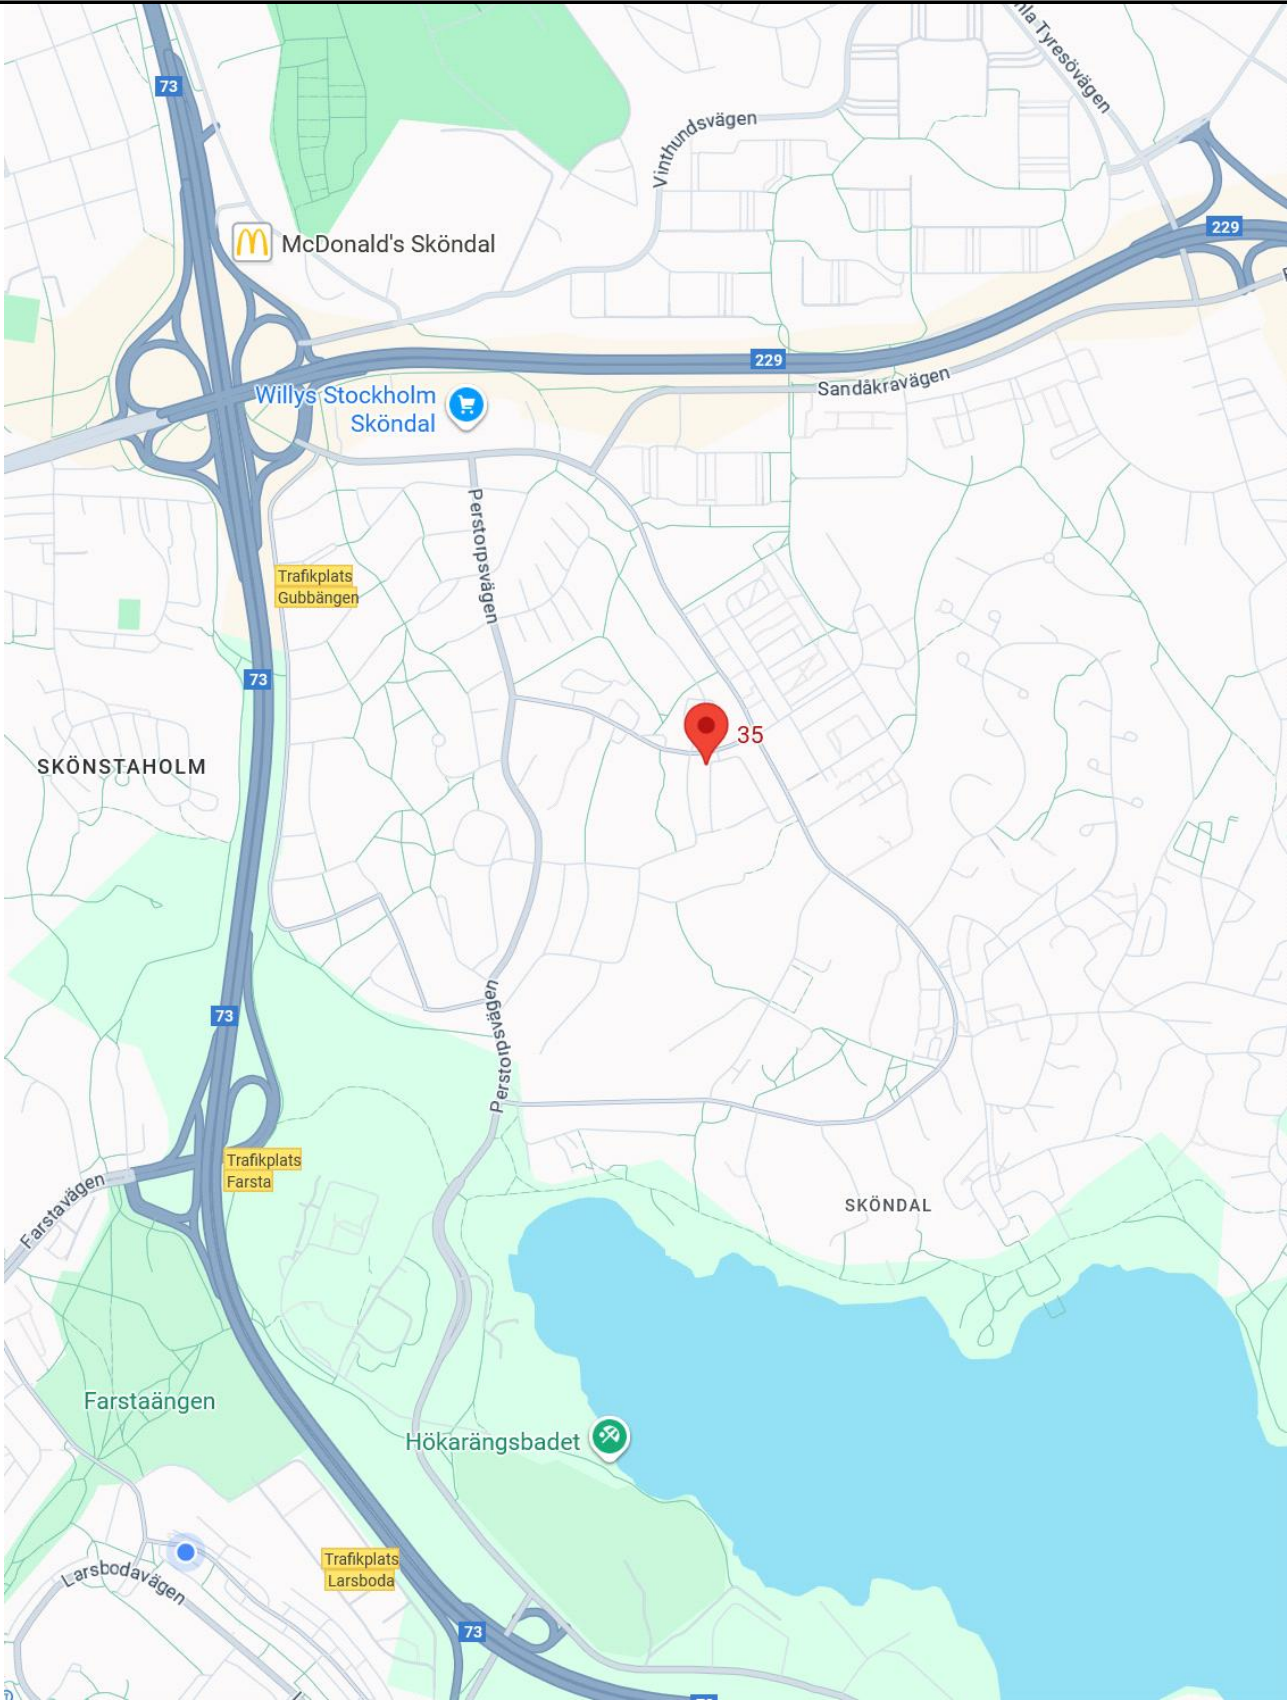 nla Tyresövägen
73
Vinthundsvägen
229
McDonald's Sköndal
229
Sandåkravägen
Willys Stockholm
Sköndal
Perstorpsvägen
Trafikplats
Gubbängen
73
35
SKÖNSTAHOLM
73
Perstorpsvägen
Trafikplats
Farsta
Farstavägen
SKÖNDAL
Farstaängen
Hökarängsbadet
Trafikplats
Larsboda
Larsbodavägen
73